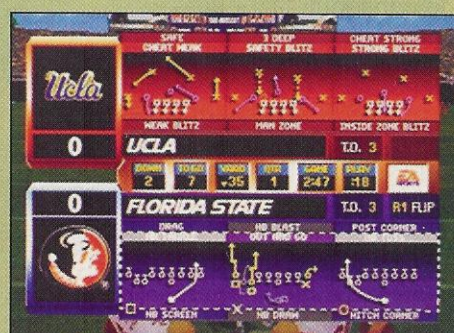 SAFE 3 DEEP CHEAT STRONG
CHEAT WEAK SAFETY BLITZ STRONG BLITZ
Ucla
WEAK BLITZ MAN ZONE INSIDE ZONE BLITZ
0 UCLA T.O. 3
DOWN TO GO YARD QTR GAME PLAY
2 7 35 1 2:47 :18 EA SPORTS
0 FLORIDA STATE T.O. 3 R1 FLIP
DRAG HB BLAST POST CORNER
OUT AND GO
HB SCREEN HB DRAW HITCH CORNER